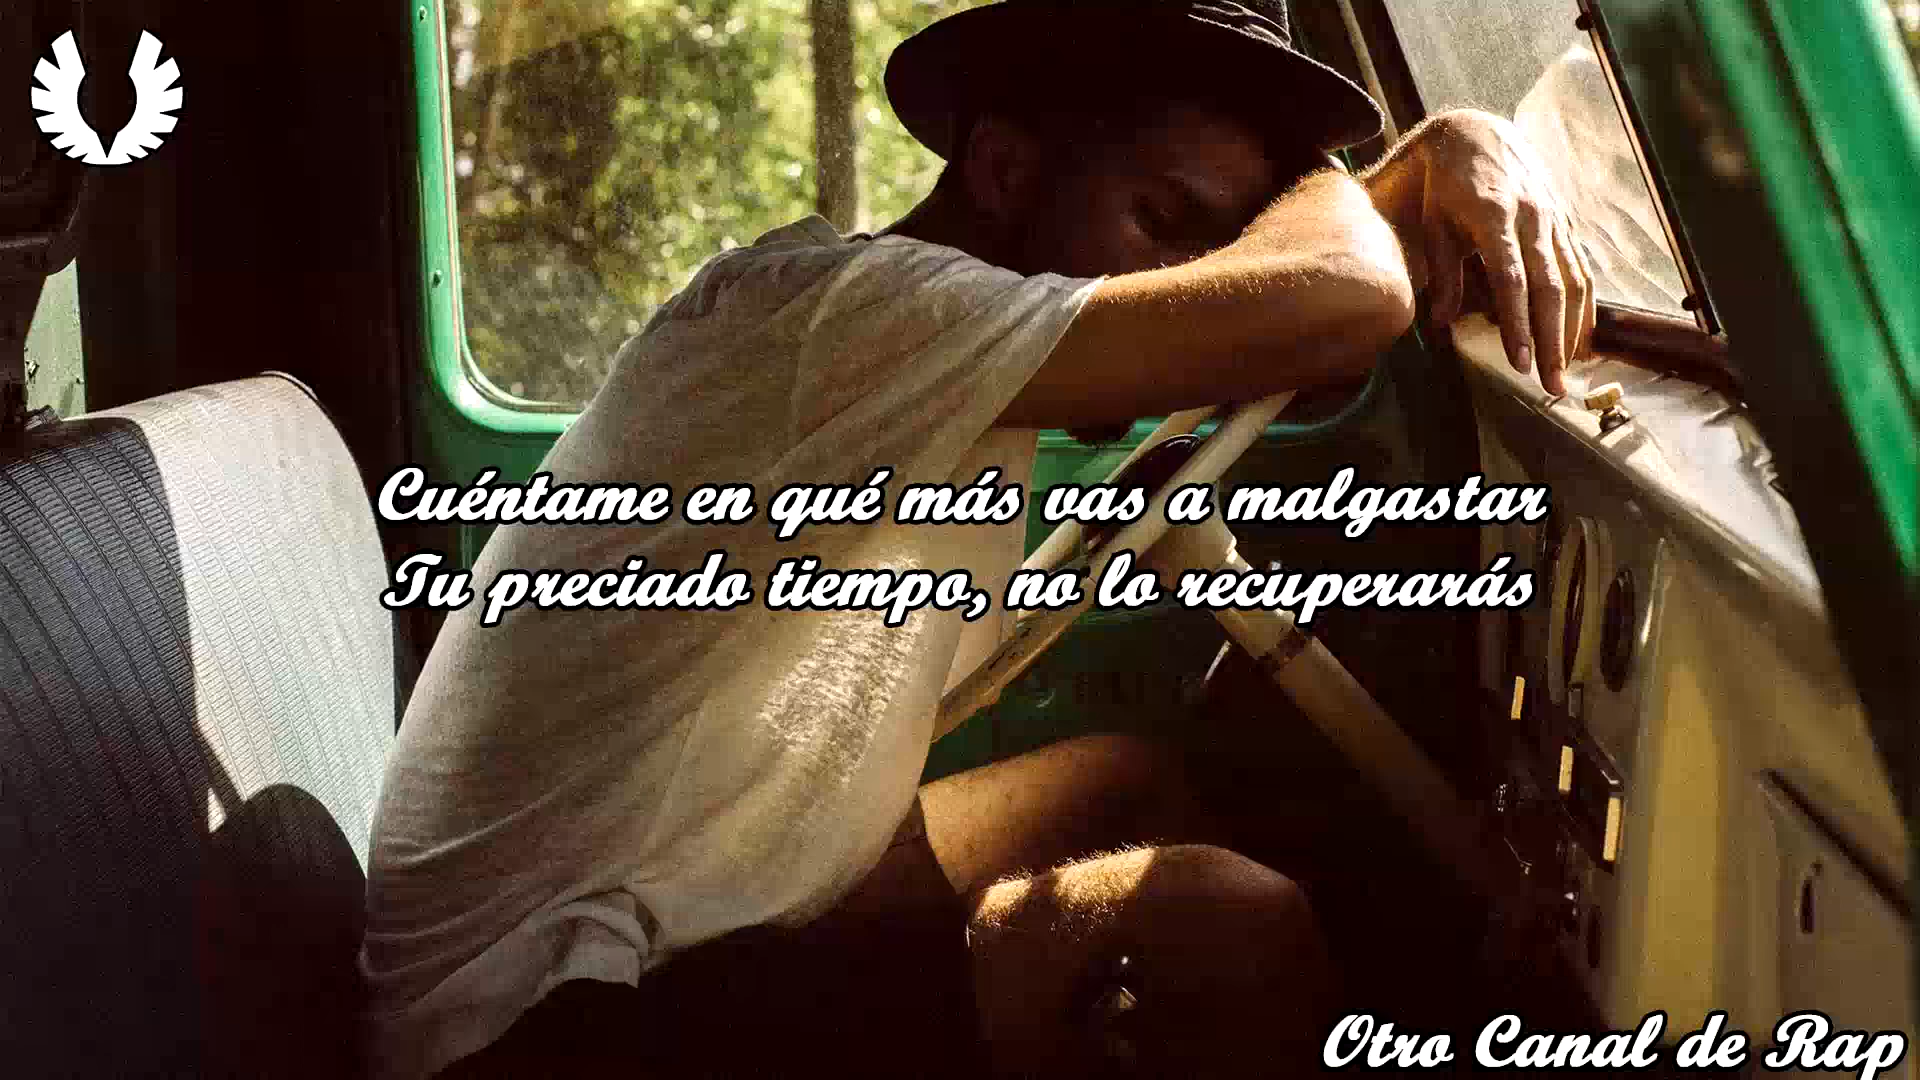 Cuéntame en qué más vas a malgastar
Tu preciado tiempo, no lo recuperarás
Otro Canal de Rap